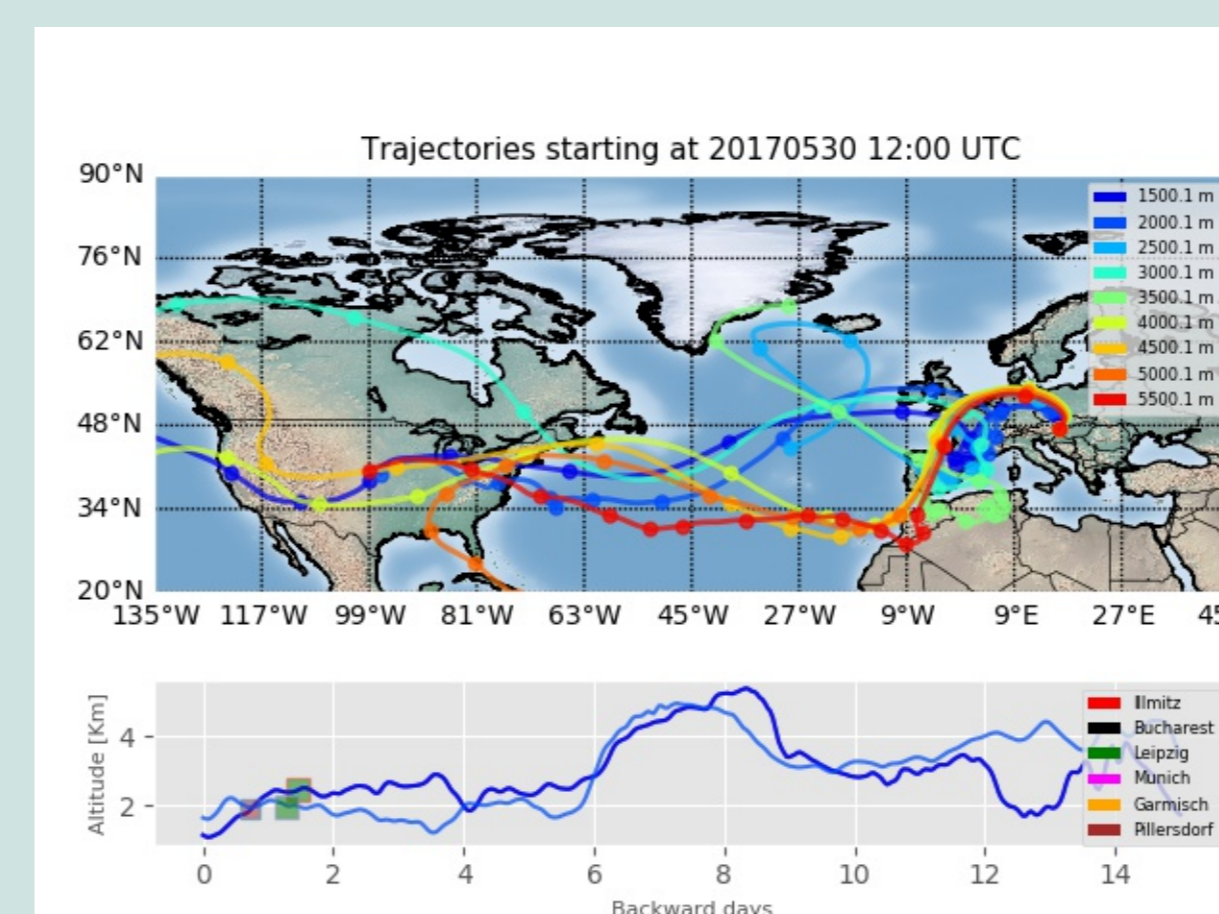 Trajectories starting at 20170530 12:00 UTC
90°N
76°N
62°N
48°N
34°N
20°N
135°W 117°W 99°W 81°W 63°W 45°W 27°W 9°W 9°E 27°E 45
1500.1 m
2000.1 m
2500.1 m
3000.1 m
3500.1 m
4000.1 m
4500.1 m
5000.1 m
5500.1 m
Altitude [Km]
4
2
0 2 4 6 8 10 12 14
Backward days
Illmitz
Bucharest
Leipzig
Munich
Garmisch
Pillersdorf